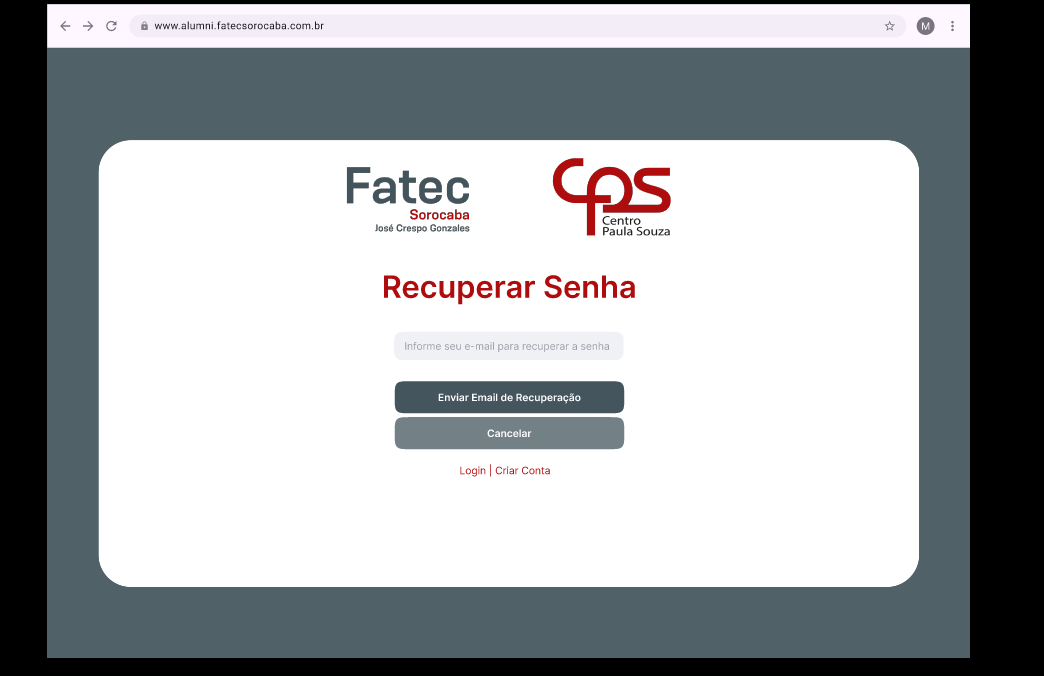 www.alumni.fatecsorocaba.com.br
M
Fatec
Sorocaba
José Crespo Gonzales
CPS
Centro
Paula Souza
Recuperar Senha
Informe seu e-mail para recuperar a senha
Enviar Email de Recuperação
Cancelar
Login | Criar Conta